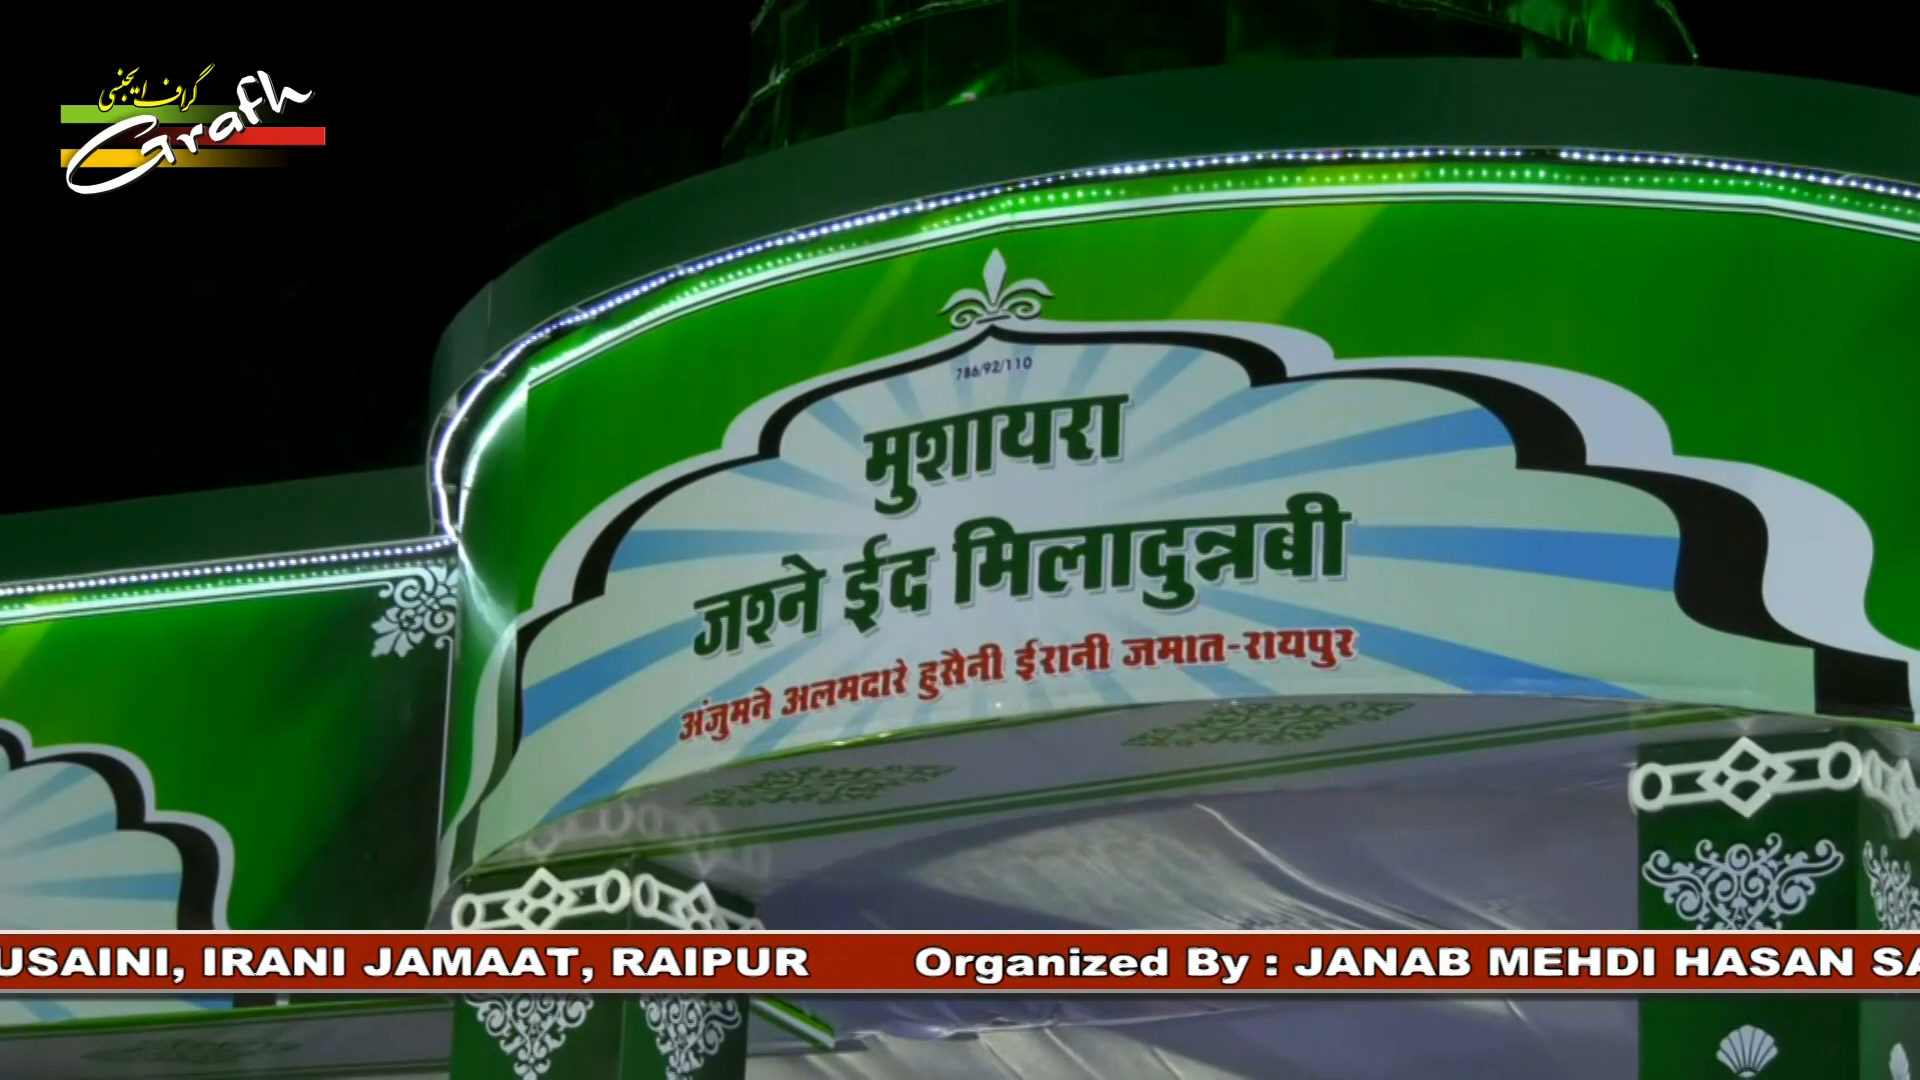 گراف ایجنسی
Grafh
786/92/110
मुशायरा
जश्ने ईद मिलादुन्नबी
अंजुमने अलमदारे हुसैनी ईरानी जमात-रायपुर
USAINI, IRANI JAMAAT, RAIPUR Organized By : JANAB MEHDI HASAN SA